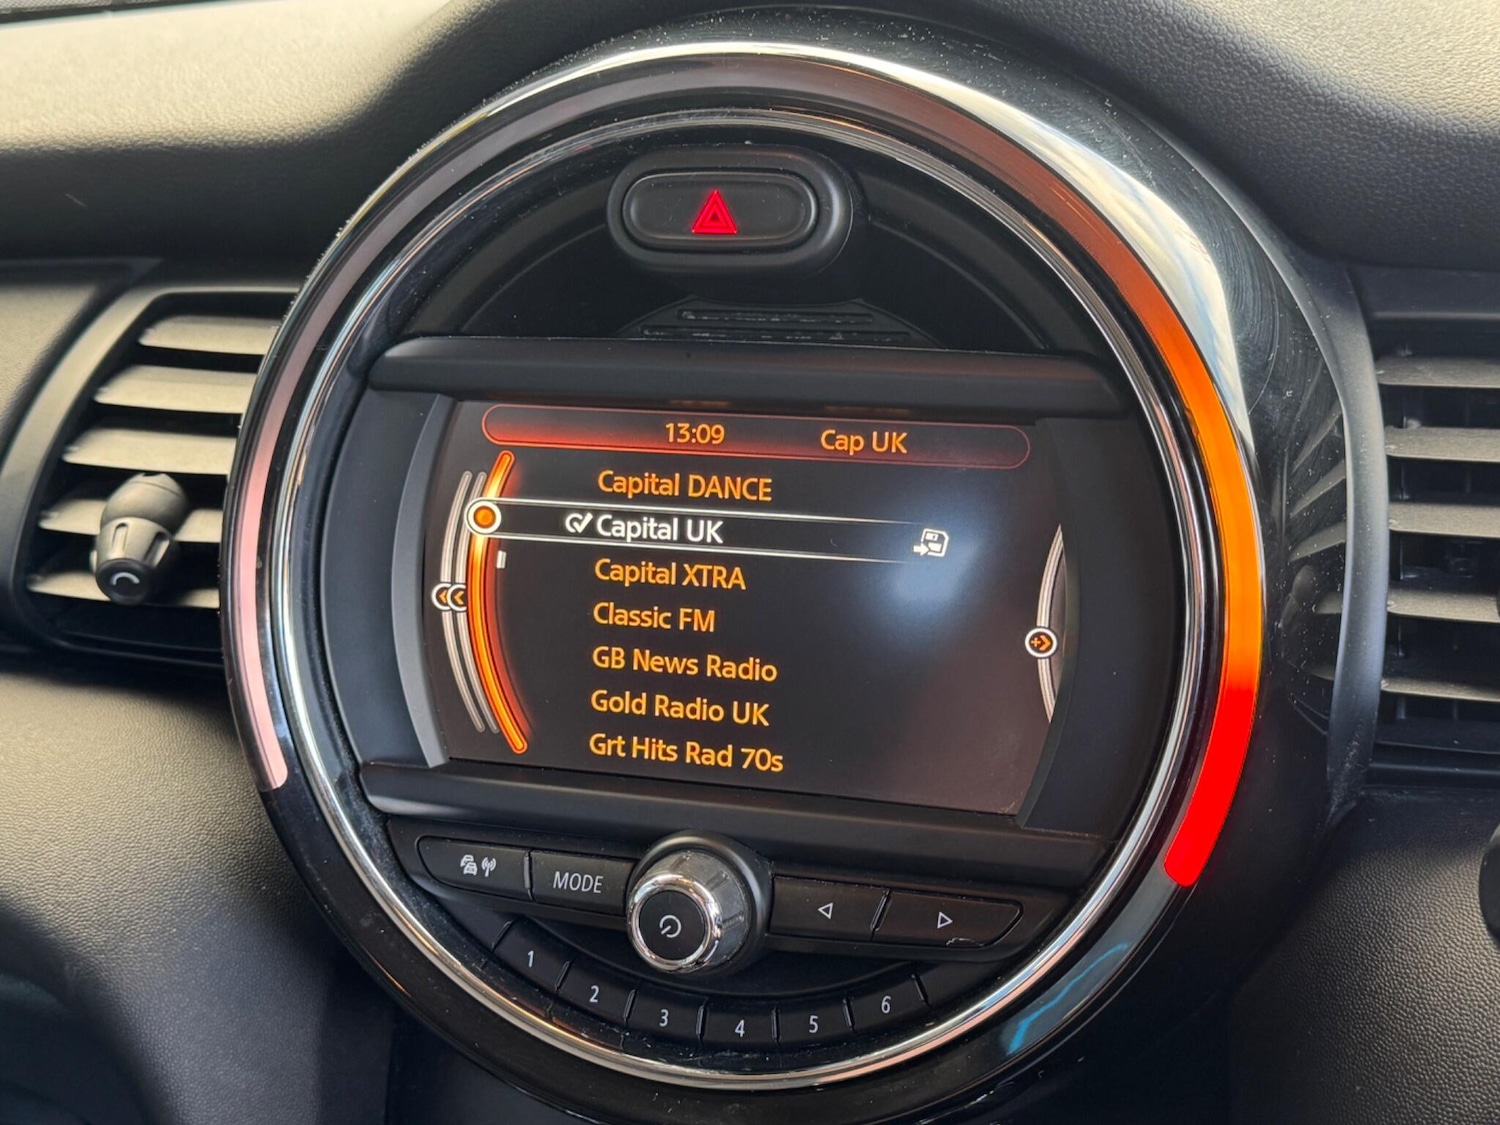 13:09 Cap UK
Capital DANCE
Capital UK
Capital XTRA
Classic FM
GB News Radio
Gold Radio UK
Grt Hits Rad 70s
MODE
1 2 3 4 5 6